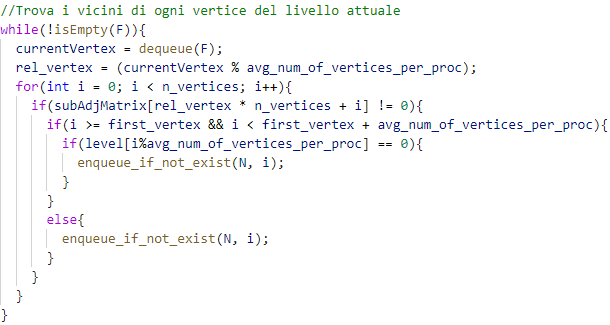 //Trova i vicini di ogni vertice del livello attuale
while(!isEmpty(F)){
  currentVertex = dequeue(F);
  rel_vertex = (currentVertex % avg_num_of_vertices_per_proc);
  for(int i = 0; i < n_vertices; i++){
    if(subAdjMatrix[rel_vertex * n_vertices + i] != 0){
      if(i >= first_vertex && i < first_vertex + avg_num_of_vertices_per_proc){
        if(level[i%avg_num_of_vertices_per_proc] == 0){
          enqueue_if_not_exist(N, i);
        }
      }
      else{
        enqueue_if_not_exist(N, i);
      }
    }
  }
}